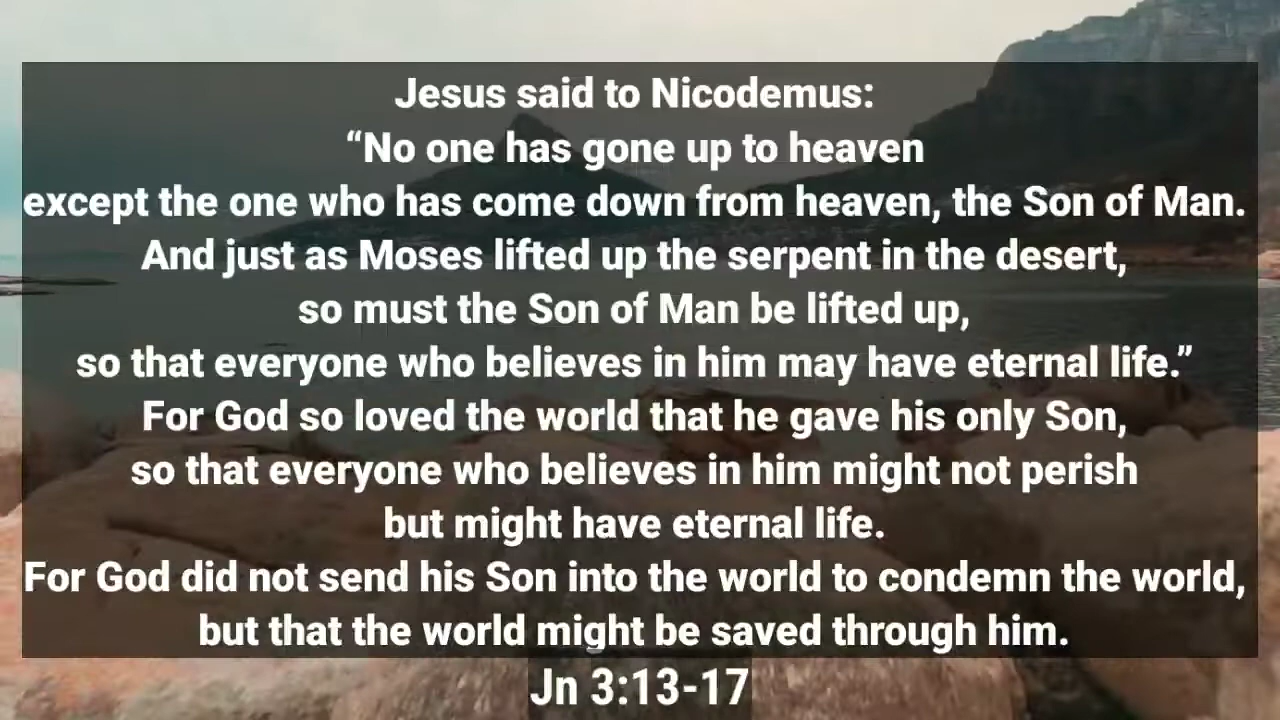 Jesus said to Nicodemus:
“No one has gone up to heaven
except the one who has come down from heaven, the Son of Man.
And just as Moses lifted up the serpent in the desert,
so must the Son of Man be lifted up,
so that everyone who believes in him may have eternal life.”
For God so loved the world that he gave his only Son,
so that everyone who believes in him might not perish
but might have eternal life.
For God did not send his Son into the world to condemn the world,
but that the world might be saved through him.
Jn 3:13-17